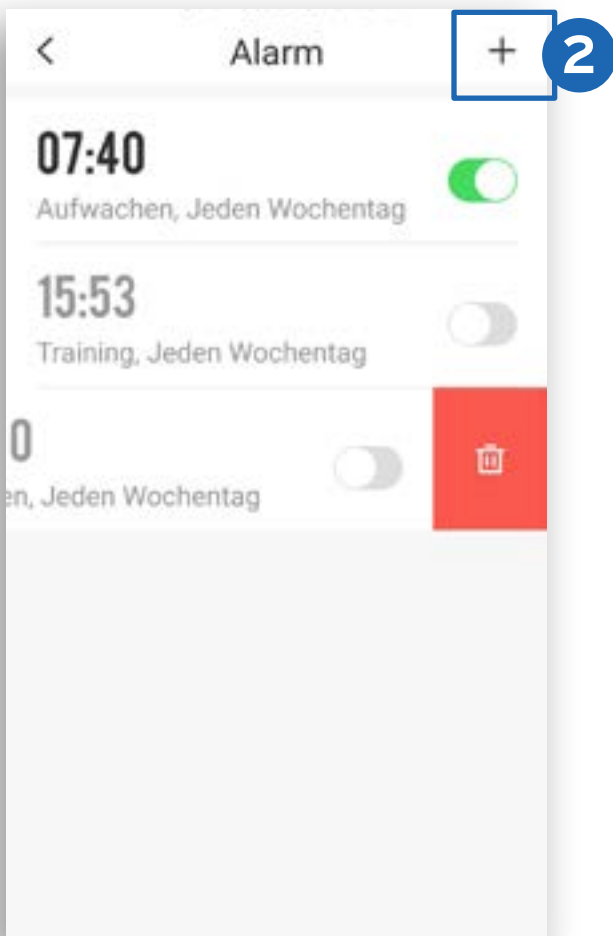 Alarm
2
07:40
Aufwachen, Jeden Wochentag
15:53
Training, Jeden Wochentag
0
en, Jeden Wochentag